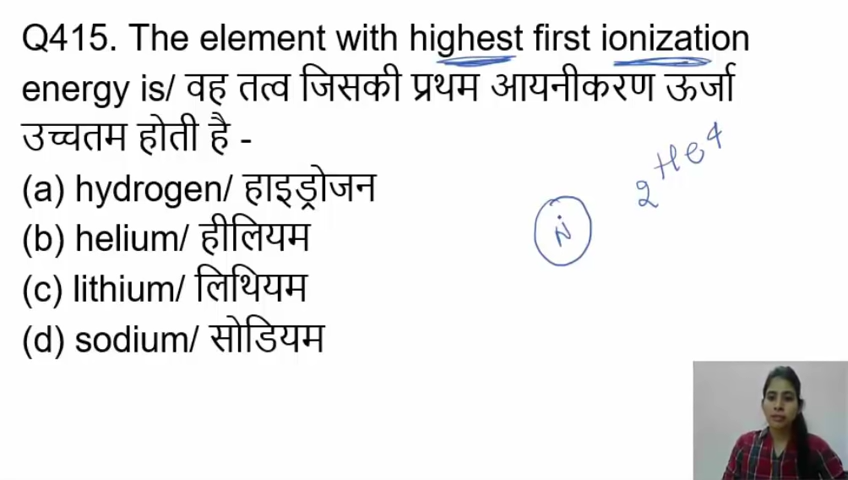 Q415. The element with highest first ionization
energy is/ वह तत्व जिसकी प्रथम आयनीकरण ऊर्जा
उच्चतम होती है -
(a) hydrogen/ हाइड्रोजन
(b) helium/ हीलियम
(c) lithium/ लिथियम
(d) sodium/ सोडियम
2He4